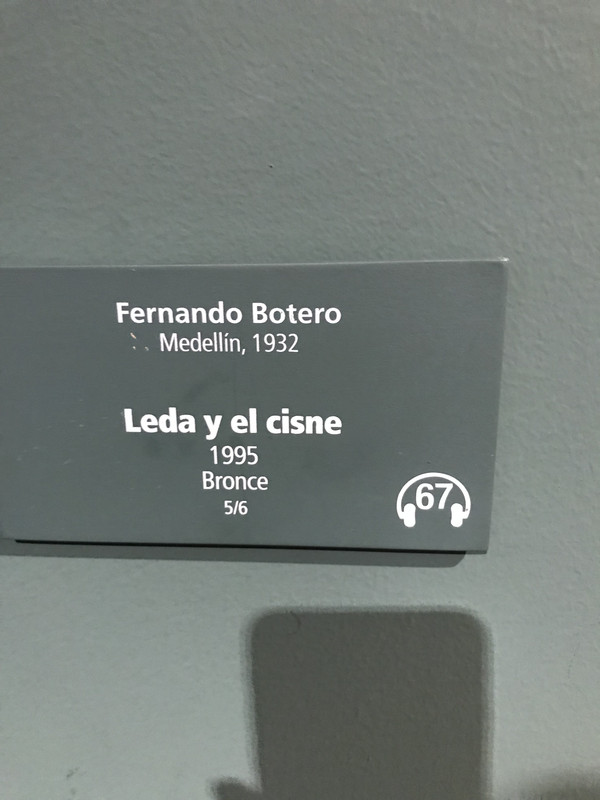 Fernando Botero
Medellín, 1932
Leda y el cisne
1995
Bronce
5/6
67